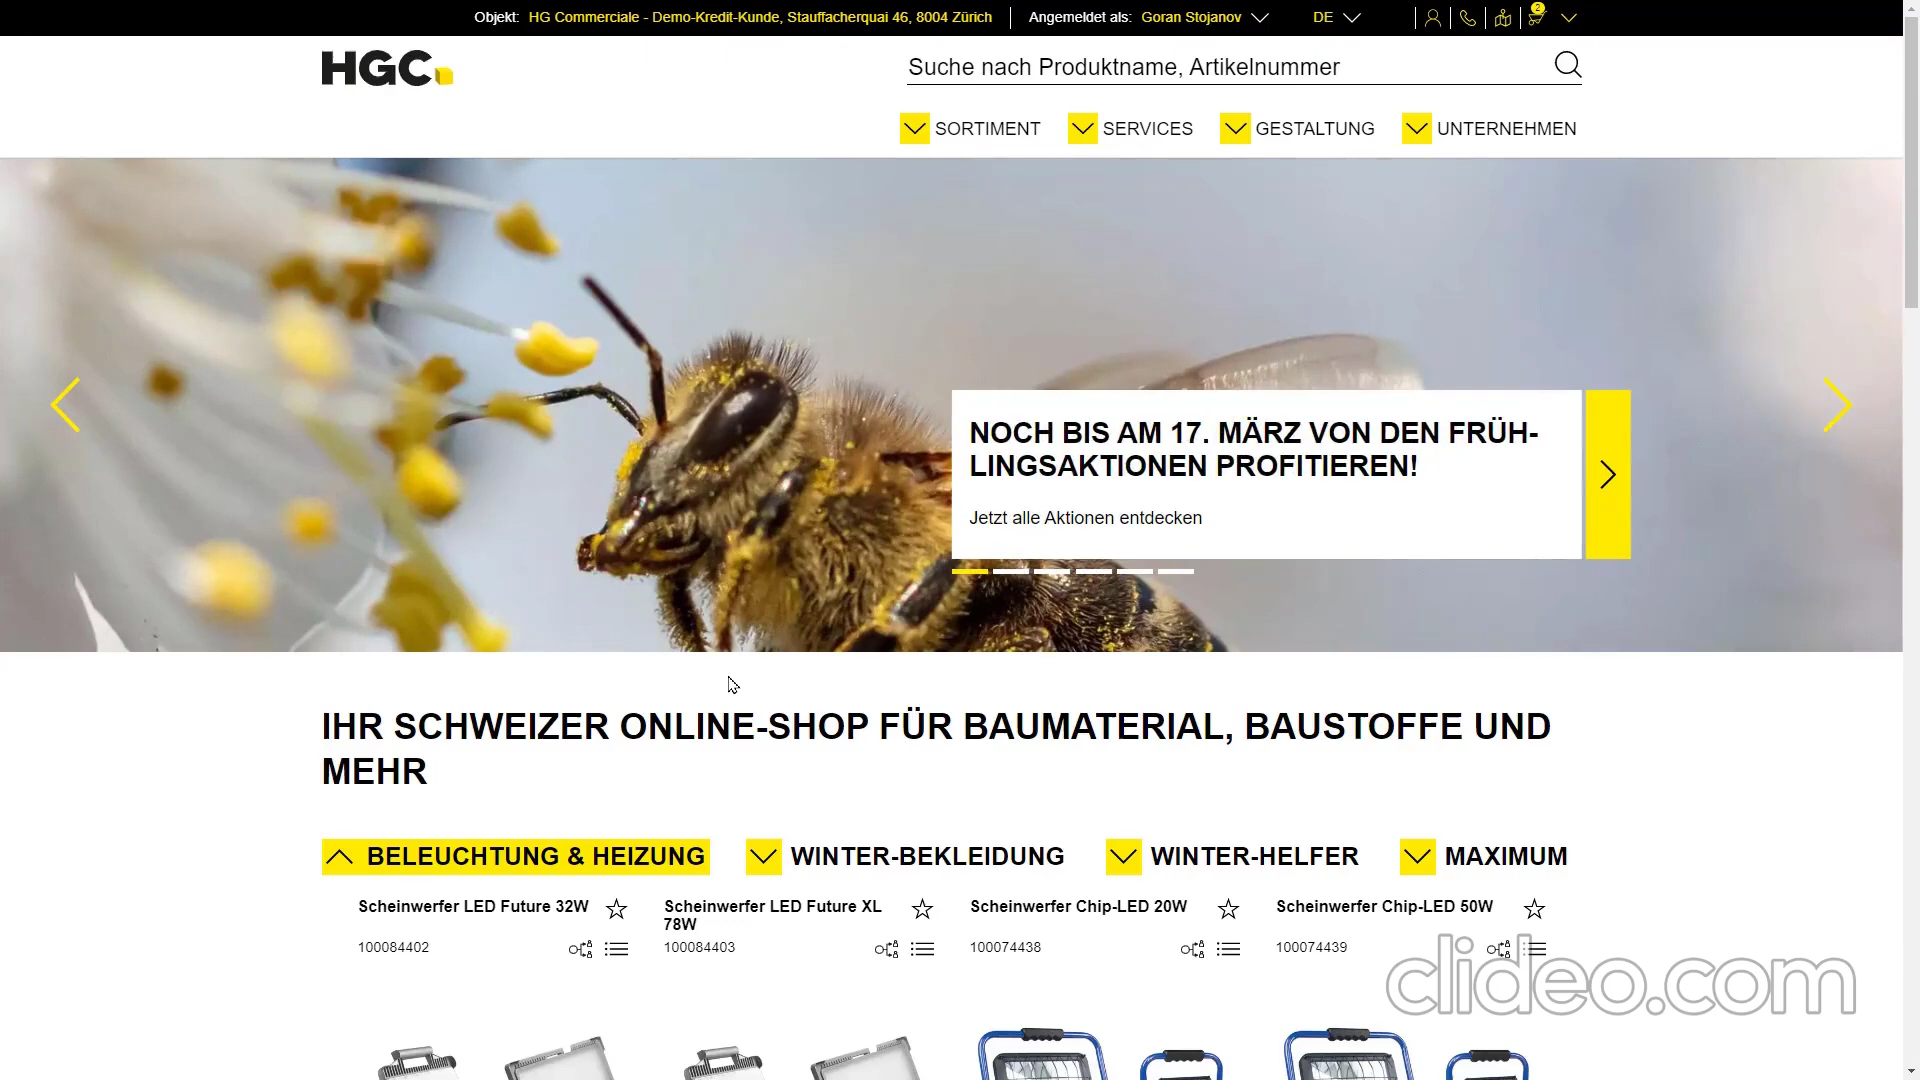 Objekt: HG Commerciale - Demo-Kredit-Kunde, Stauffacherquai 46, 8004 Zürich
Angemeldet als: Goran Stojanov
DE
2
HGC
Suche nach Produktname, Artikelnummer
SORTIMENT
SERVICES
GESTALTUNG
UNTERNEHMEN
NOCH BIS AM 17. MÄRZ VON DEN FRÜH-
LINGSAKTIONEN PROFITIEREN!
Jetzt alle Aktionen entdecken
IHR SCHWEIZER ONLINE-SHOP FÜR BAUMATERIAL, BAUSTOFFE UND
MEHR
BELEUCHTUNG & HEIZUNG
WINTER-BEKLEIDUNG
WINTER-HELFER
MAXIMUM
Scheinwerfer LED Future 32W
100084402
Scheinwerfer LED Future XL
78W
100084403
Scheinwerfer Chip-LED 20W
100074438
Scheinwerfer Chip-LED 50W
100074439
clideo.com